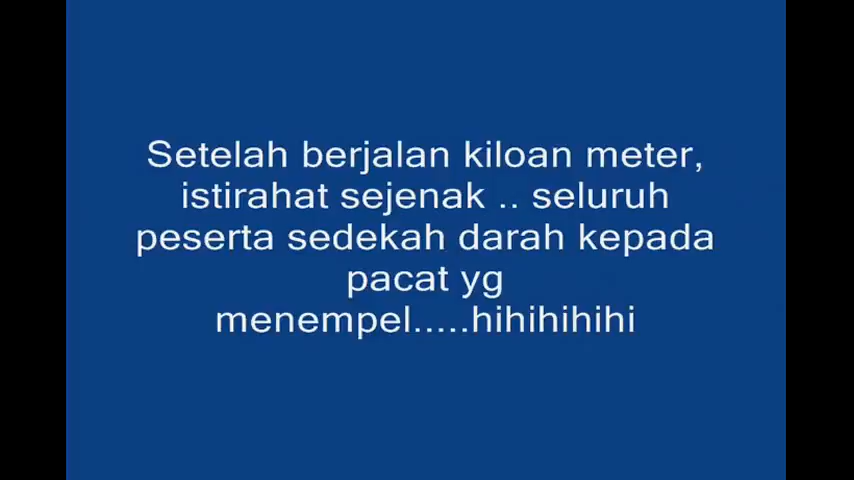 Setelah berjalan kiloan meter,
istirahat sejenak .. seluruh
peserta sedekah darah kepada
pacat yg
menempel.....hihihihihi